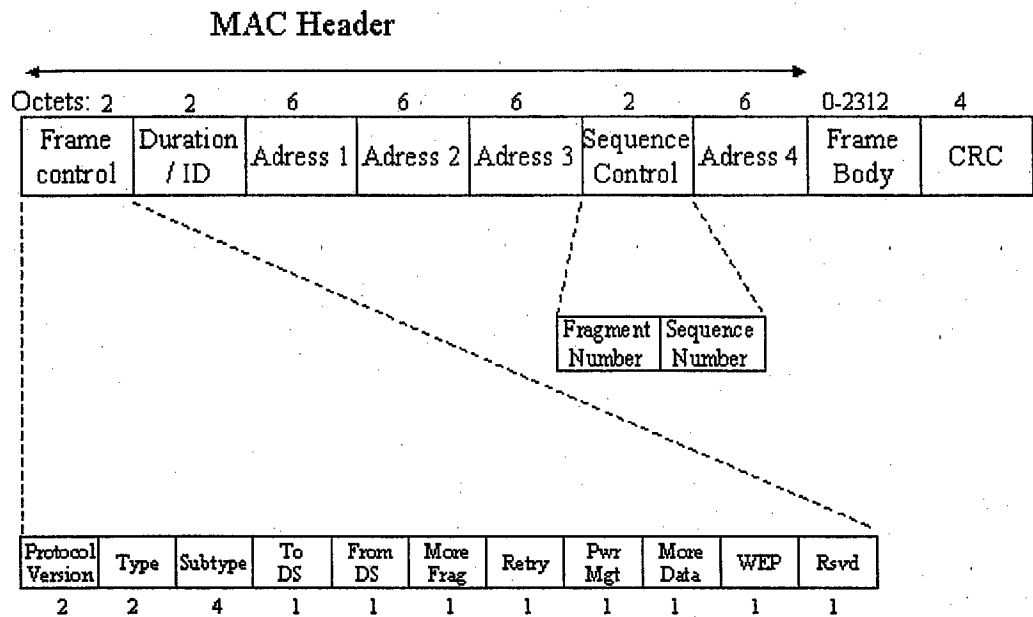 MAC Header
Octets: 2 2 6 6 6 2 6 0-2312 4
Frame control
Duration / ID
Adress 1
Adress 2
Adress 3
Sequence Control
Adress 4
Frame Body
CRC
Fragment Number
Sequence Number
Protocol Version
Type
Subtype
To DS
From DS
More Frag
Retry
Pwr Mgt
More Data
WEP
Rsvd
2 2 4 1 1 1 1 1 1 1 1